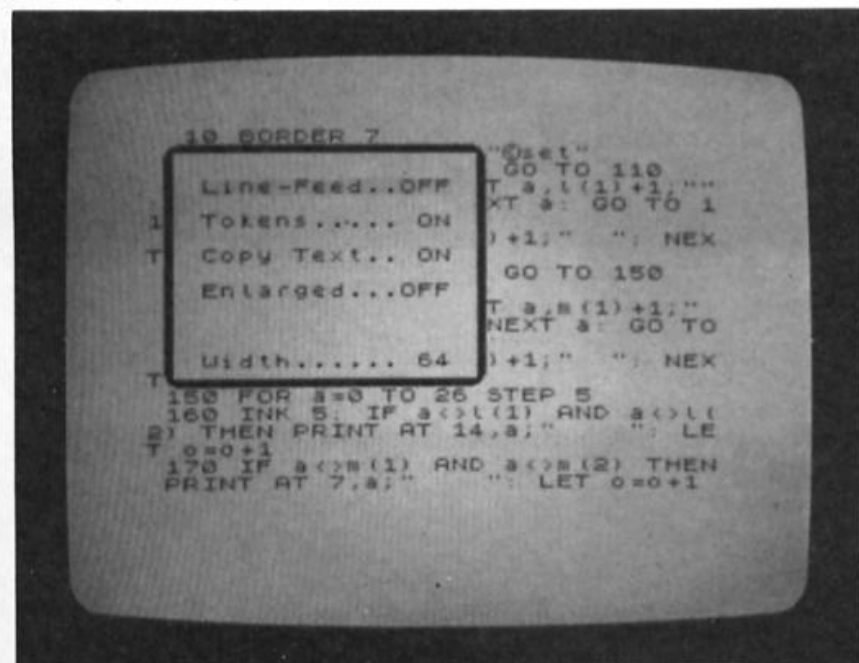 10 BORDER 7
"©set"
GO TO 110
Line-Feed..OFF
T a,l(1)+1;""
XT a: GO TO 1
1
Tokens...... ON
)+1;"  "; NEX
T
Copy Text.. ON
GO TO 150
Enlarged...OFF
T a,m(1)+1;"
NEXT a: GO TO
Width...... 64
)+1;"  "; NEX
T
150 FOR a=0 TO 26 STEP 5
160 INK 5: IF a<>l(1) AND a<>l(
2) THEN PRINT AT 14,a;"     ": LE
T o=o+1
170 IF a<>m(1) AND a<>m(2) THEN
PRINT AT 7,a;"     ": LET o=o+1